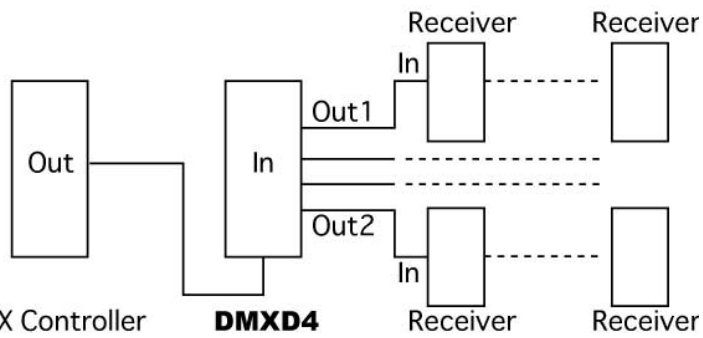 Receiver Receiver
In
Out1
Out In
Out2
In
X Controller DMXD4 Receiver Receiver